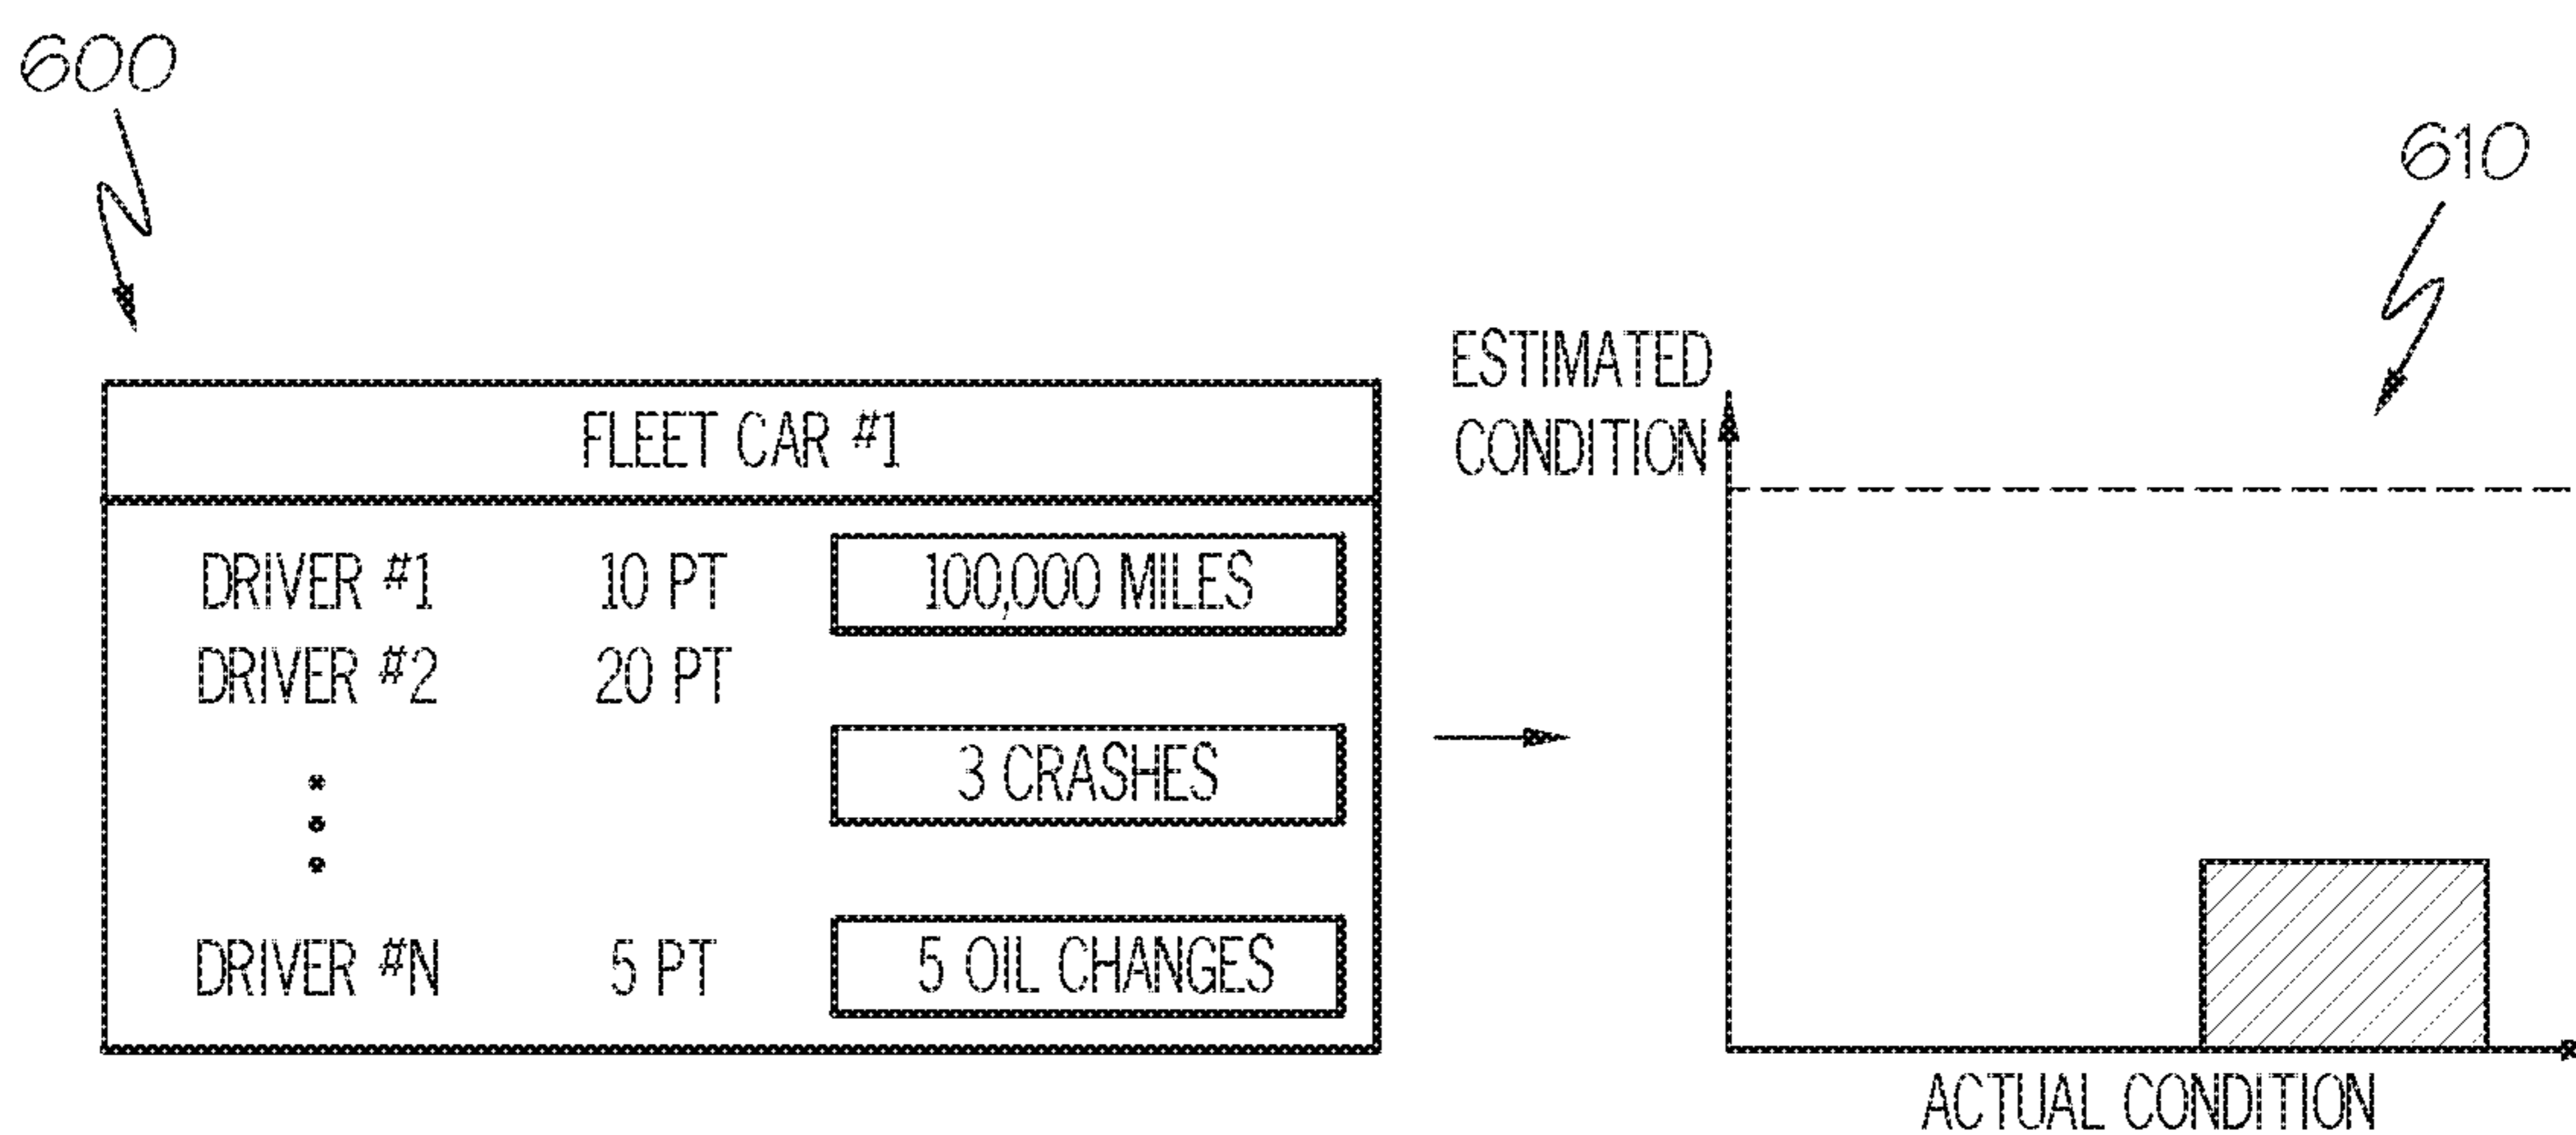 600
610
FLEET CAR #1
DRIVER #1 10 PT 100,000 MILES
DRIVER #2 20 PT
3 CRASHES
DRIVER #N 5 PT 5 OIL CHANGES
ESTIMATED
CONDITION
ACTUAL CONDITION